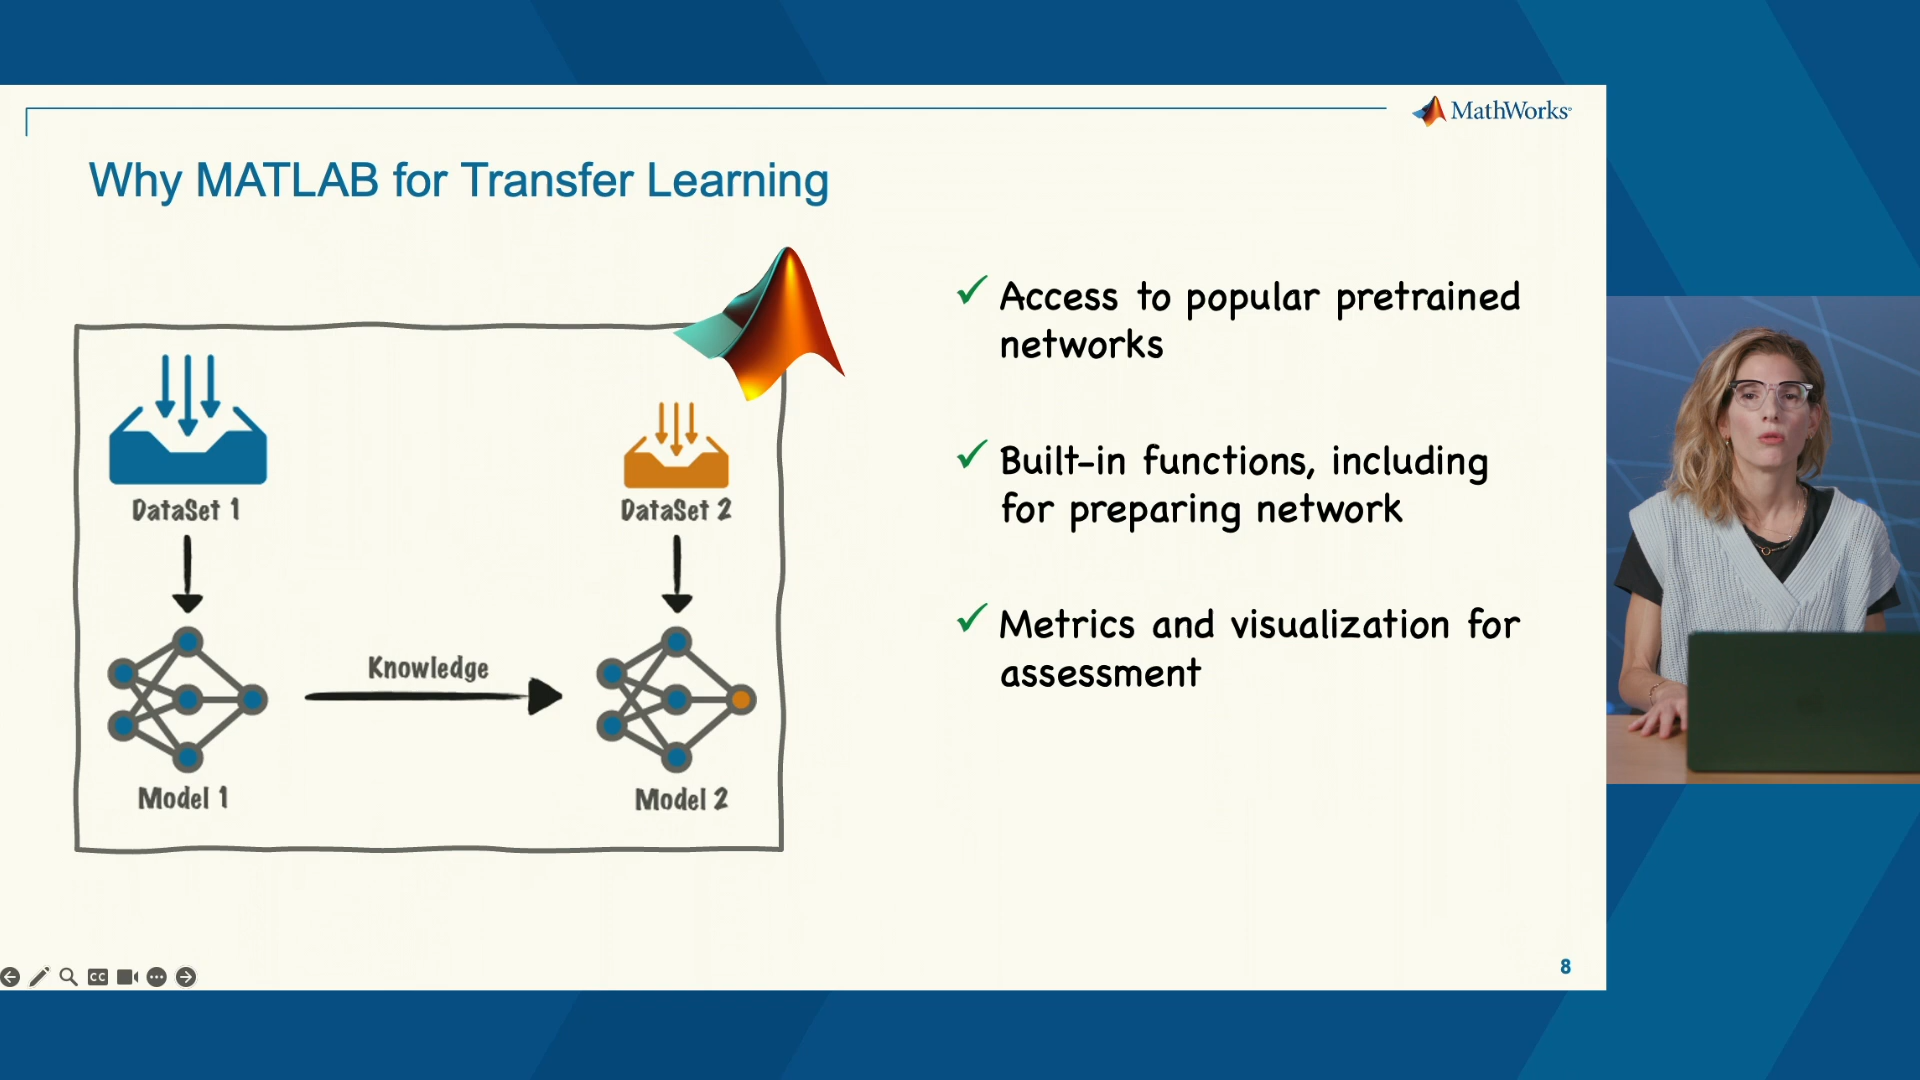 MathWorks®
Why MATLAB for Transfer Learning
DataSet 1
DataSet 2
Knowledge
Model 1
Model 2
✓ Access to popular pretrained
networks
✓ Built-in functions, including
for preparing network
✓ Metrics and visualization for
assessment
CC
8